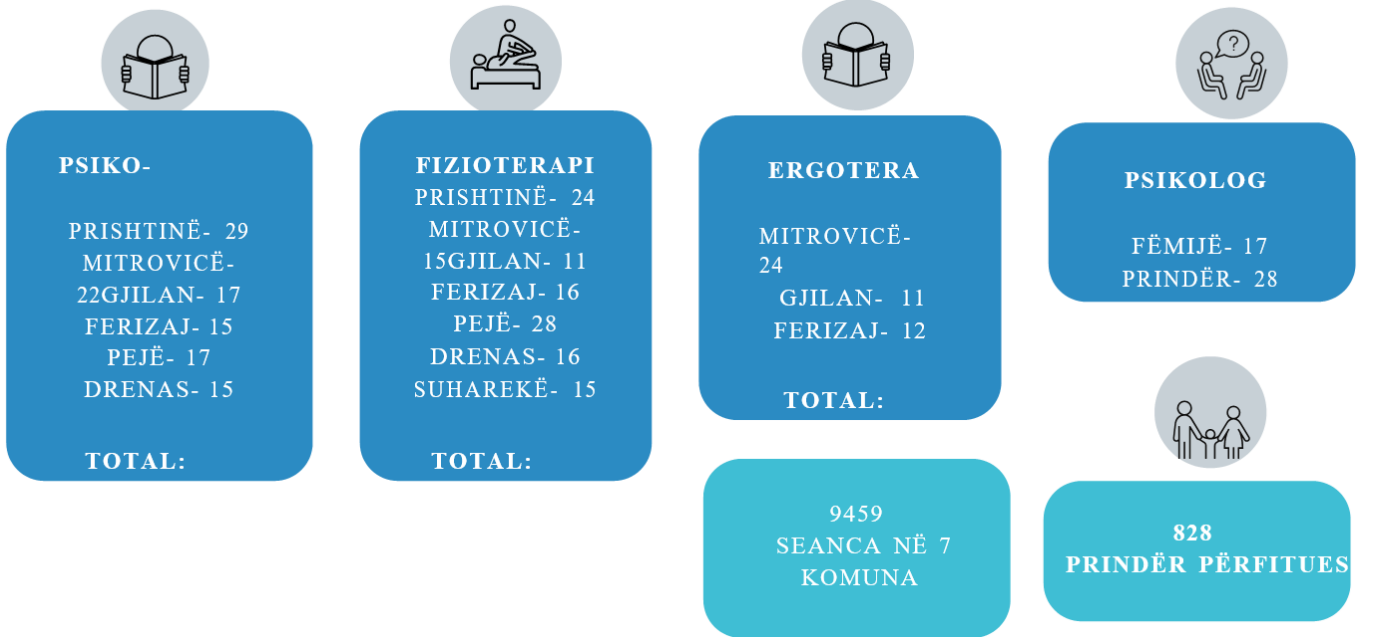 PSIKO-
PRISHTINË- 29
MITROVICË-
22GJILAN- 17
FERIZAJ- 15
PEJË- 17
DRENAS- 15
TOTAL:
FIZIOTERAPI
PRISHTINË- 24
MITROVICË-
15GJILAN- 11
FERIZAJ- 16
PEJË- 28
DRENAS- 16
SUHAREKË- 15
TOTAL:
ERGOTERA
MITROVICË-
24
GJILAN- 11
FERIZAJ- 12
TOTAL:
?
PSIKOLOG
FËMIJË- 17
PRINDËR- 28
9459
SEANCA NË 7
KOMUNA
828
PRINDËR PËRFITUES